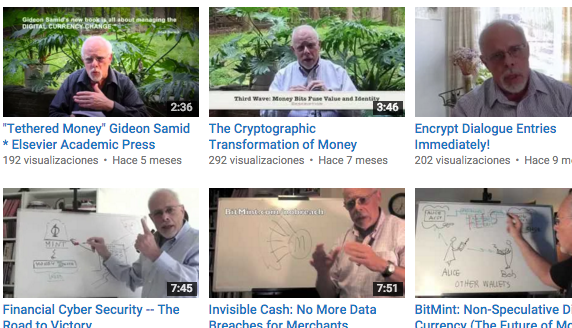 Gideon Samid's new book is all about managing the
DIGITAL CURRENCY CHANGE
2:36
Third Wave: Money Bits Fuse Value and Identity
3:46
"Tethered Money" Gideon Samid
* Elsevier Academic Press
192 visualizaciones • Hace 5 meses
The Cryptographic
Transformation of Money
292 visualizaciones • Hace 7 meses
Encrypt Dialogue Entries
Immediately!
202 visualizaciones • Hace 9 m
MINT
7:45
BitMint.com/nobreach
n
7:51
ALICE
BOB
OTHER WALLETS
Financial Cyber Security -- The
Road to Victory
Invisible Cash: No More Data
Breaches for Merchants
BitMint: Non-Speculative Di
Currency (The Future of Mo